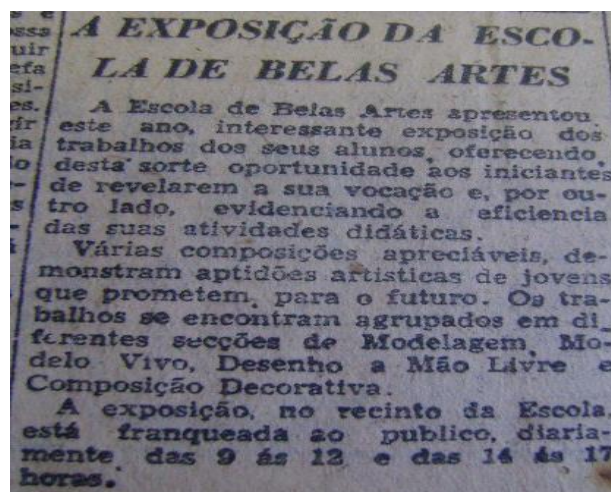 A EXPOSIÇÃO DA ESCO-
LA DE BELAS ARTES
A Escola de Belas Artes apresentou,
este ano, interessante exposição dos
trabalhos dos seus alunos, oferecendo,
desta sorte oportunidade aos iniciantes
de revelarem a sua vocação e, por ou-
tro lado, evidenciando a eficiencia
das suas atividades didáticas.
Várias composições apreciáveis, de-
monstram aptidões artisticas de jovens
que prometem, para o futuro. Os tra-
balhos se encontram agrupados em di.
ferentes secções de Modelagem, Mo-
delo Vivo, Desenho a Mão Livre e
Composição Decorativa.
A exposição, no recinto da Escola,
está franqueada ao publico, diaria-
mente das 9 ás 12 e das 14 ás 17
horas.